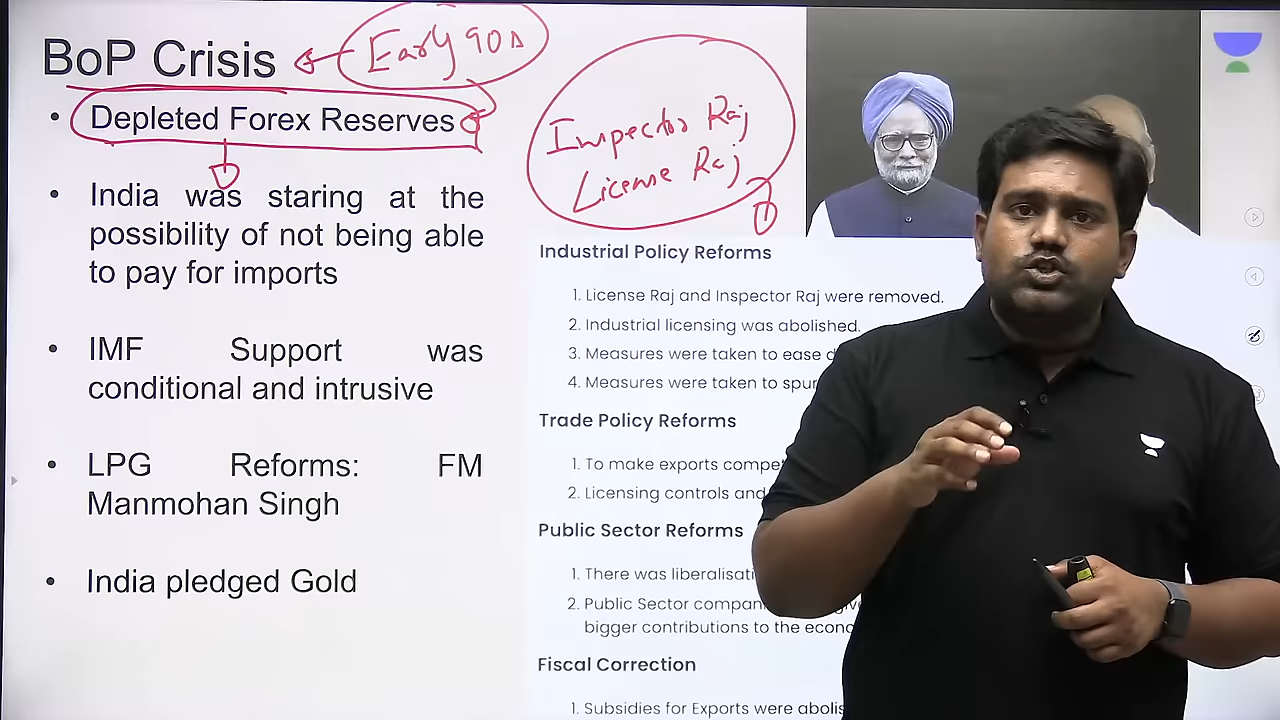 BoP Crisis
Early 90s
• Depleted Forex Reserves
• India was staring at the
possibility of not being able
to pay for imports
• IMF Support was
conditional and intrusive
• LPG Reforms: FM
Manmohan Singh
• India pledged Gold
Inspector Raj
License Raj
Industrial Policy Reforms
1. License Raj and Inspector Raj were removed.
2. Industrial licensing was abolished.
3. Measures were taken to ease
4. Measures were taken to spur
Trade Policy Reforms
1. To make exports
2. Licensing controls and
Public Sector Reforms
1. There was
2. Public Sector
bigger contributions to the
Fiscal Correction
1. Subsidies for Exports were